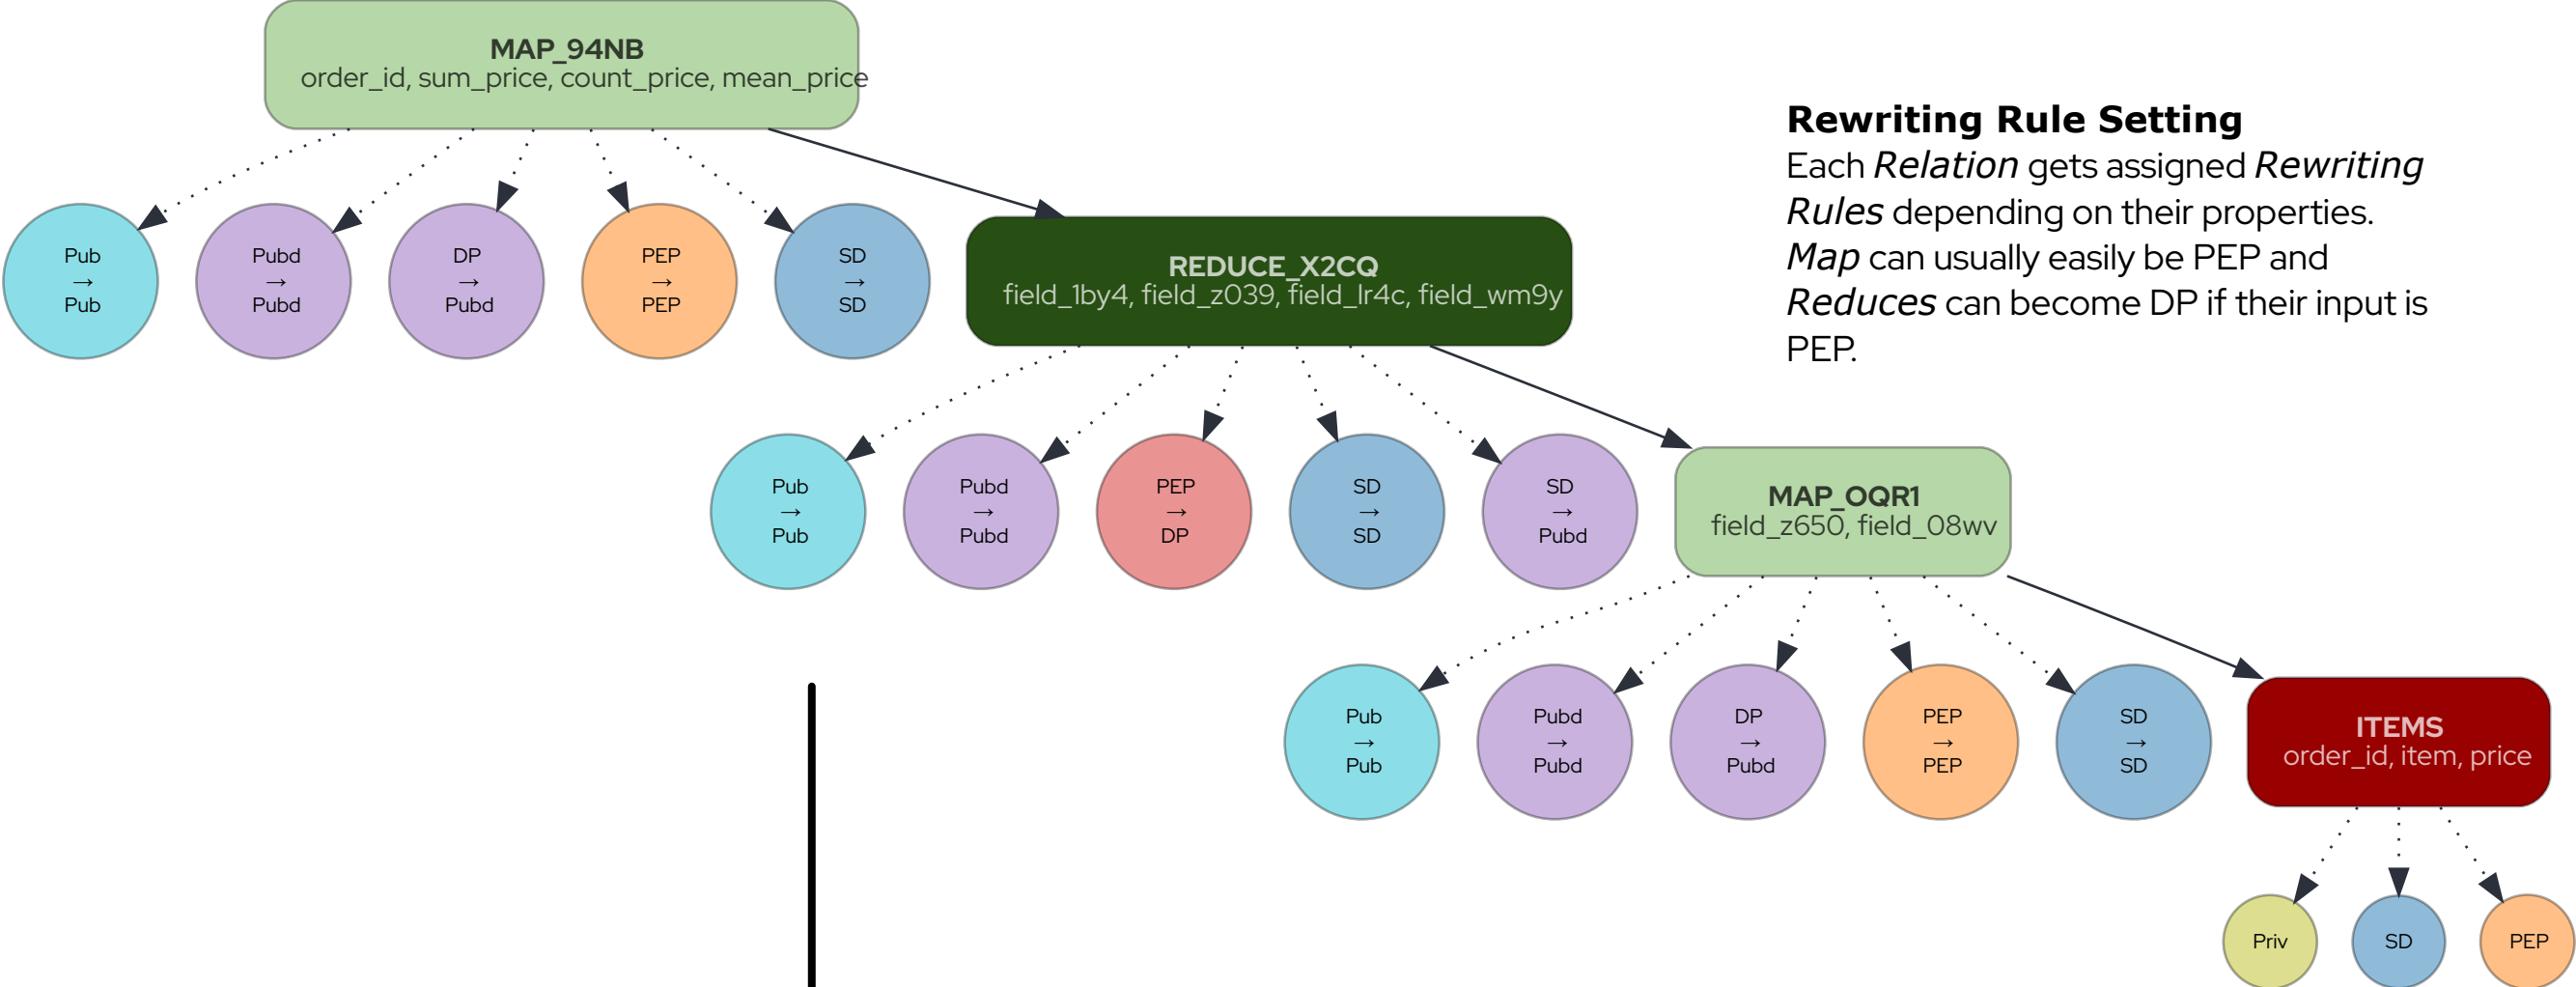 MAP_94NB
order_id, sum_price, count_price, mean_price
Rewriting Rule Setting
Each Relation gets assigned Rewriting
Rules depending on their properties.
Map can usually easily be PEP and
Reduces can become DP if their input is
PEP.
Pub
→
Pub
Pubd
→
Pubd
DP
→
Pubd
PEP
→
PEP
SD
→
SD
REDUCE_X2CQ
field_1by4, field_z039, field_lr4c, field_wm9y
Pub
→
Pub
Pubd
→
Pubd
PEP
→
DP
SD
→
SD
SD
→
Pubd
MAP_OQR1
field_z650, field_08wv
Pub
→
Pub
Pubd
→
Pubd
DP
→
Pubd
PEP
→
PEP
SD
→
SD
ITEMS
order_id, item, price
Priv
SD
PEP